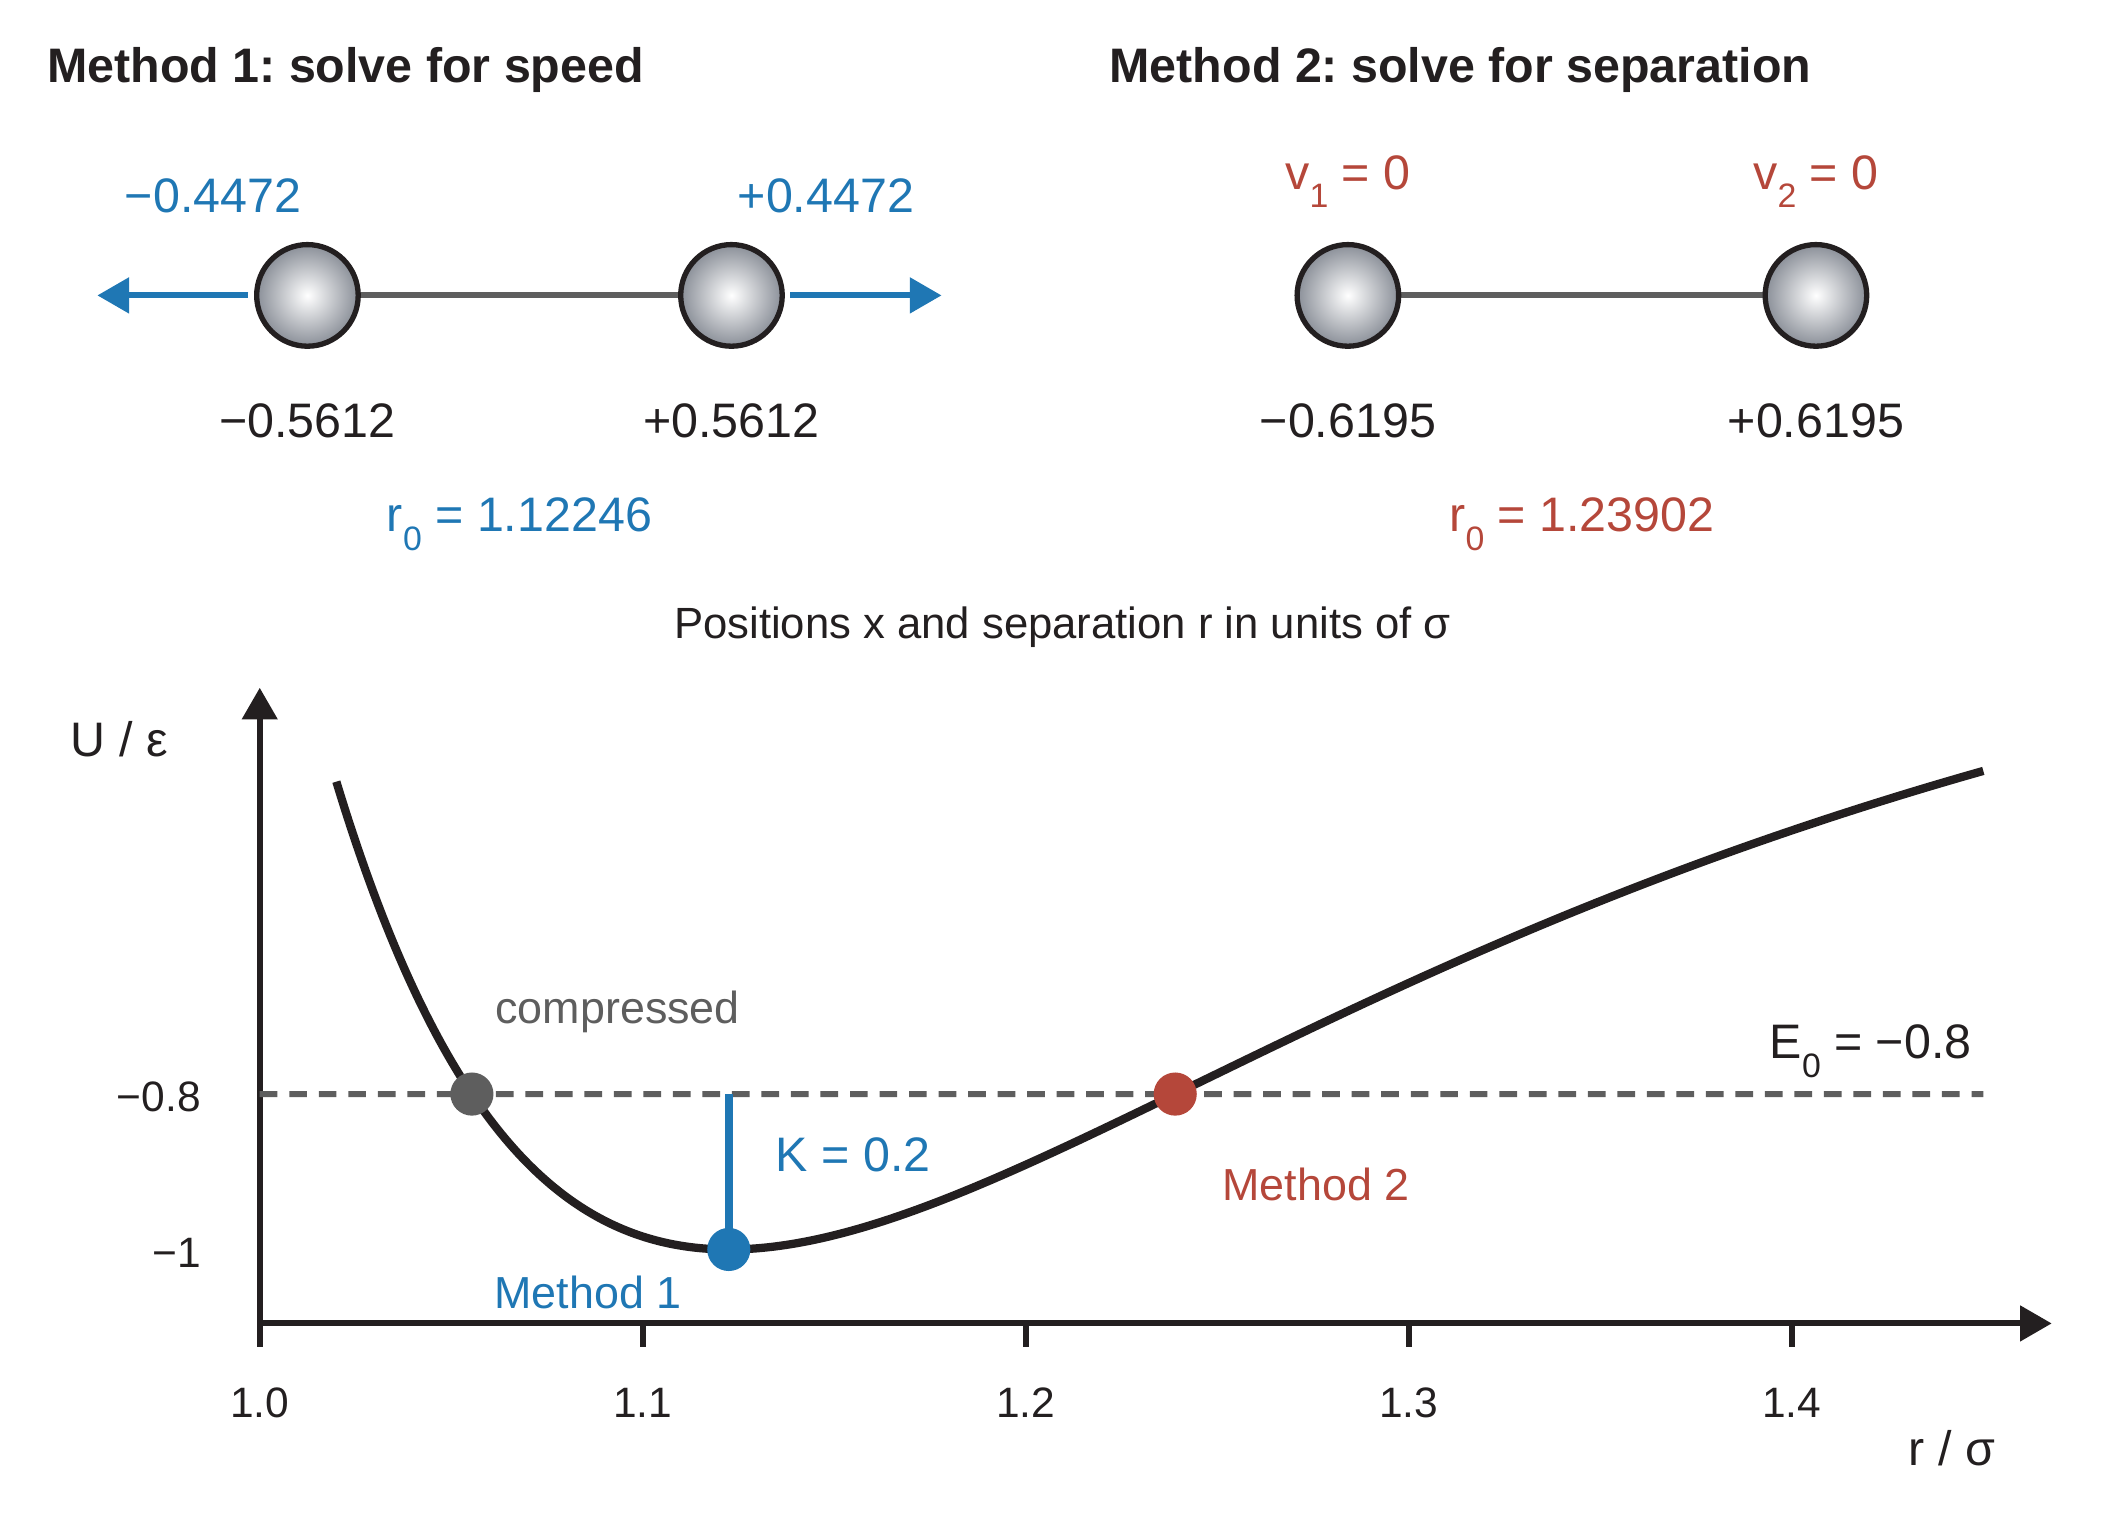 Method 1: solve for speed
Method 2: solve for separation
−0.4472
+0.4472
v₁ = 0
v₂ = 0
−0.5612
+0.5612
−0.6195
+0.6195
r₀ = 1.12246
r₀ = 1.23902
Positions x and separation r in units of σ
U / ε
compressed
E₀ = −0.8
−0.8
K = 0.2
Method 2
−1
Method 1
1.0
1.1
1.2
1.3
1.4
r / σ